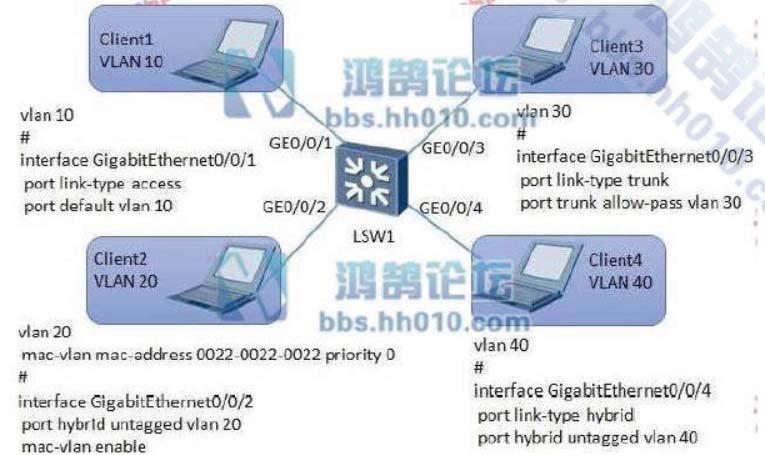 Client1
VLAN 10
Client3
VLAN 30
鸿鹄论坛
bbs.hh010.com
vlan 10
#
interface GigabitEthernet0/0/1
port link-type access
port default vlan 10
vlan 30
#
interface GigabitEthernet0/0/3
port link-type trunk
port trunk allow-pass vlan 30
GE0/0/1
GE0/0/3
GE0/0/2
GE0/0/4
LSW1
Client2
VLAN 20
Client4
VLAN 40
鸿鹄论坛
bbs.hh010.com
vlan 20
mac-vlan mac-address 0022-0022-0022 priority 0
#
interface GigabitEthernet0/0/2
port hybrid untagged vlan 20
mac-vlan enable
vlan 40
#
interface GigabitEthernet0/0/4
port link-type hybrid
port hybrid untagged vlan 40